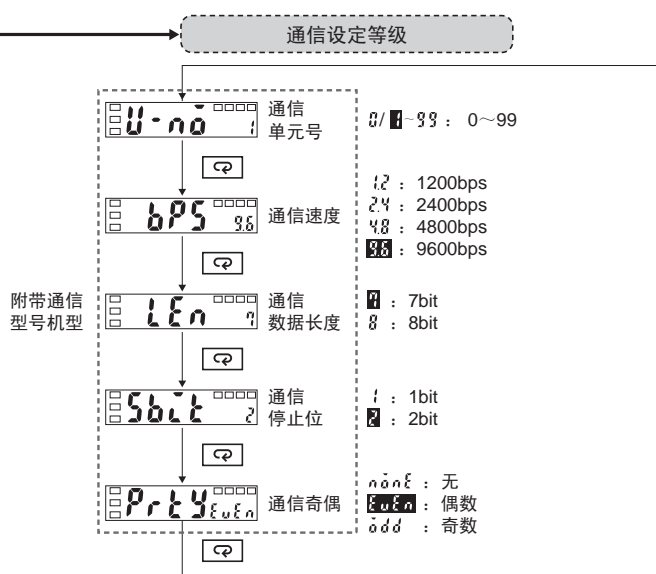 通信设定等级
U-no 1
通信
单元号
0/1~99： 0～99
bPS 9.6
通信速度
1.2 ：1200bps
2.4 ：2400bps
4.8 ：4800bps
9.6 ：9600bps
附带通信
型号机型
LEn 7
通信
数据长度
7 ：7bit
8 ：8bit
Sbit 2
通信
停止位
1 ：1bit
2 ：2bit
PrtY EvEn
通信奇偶
nonE ：无
EvEn ：偶数
odd ：奇数